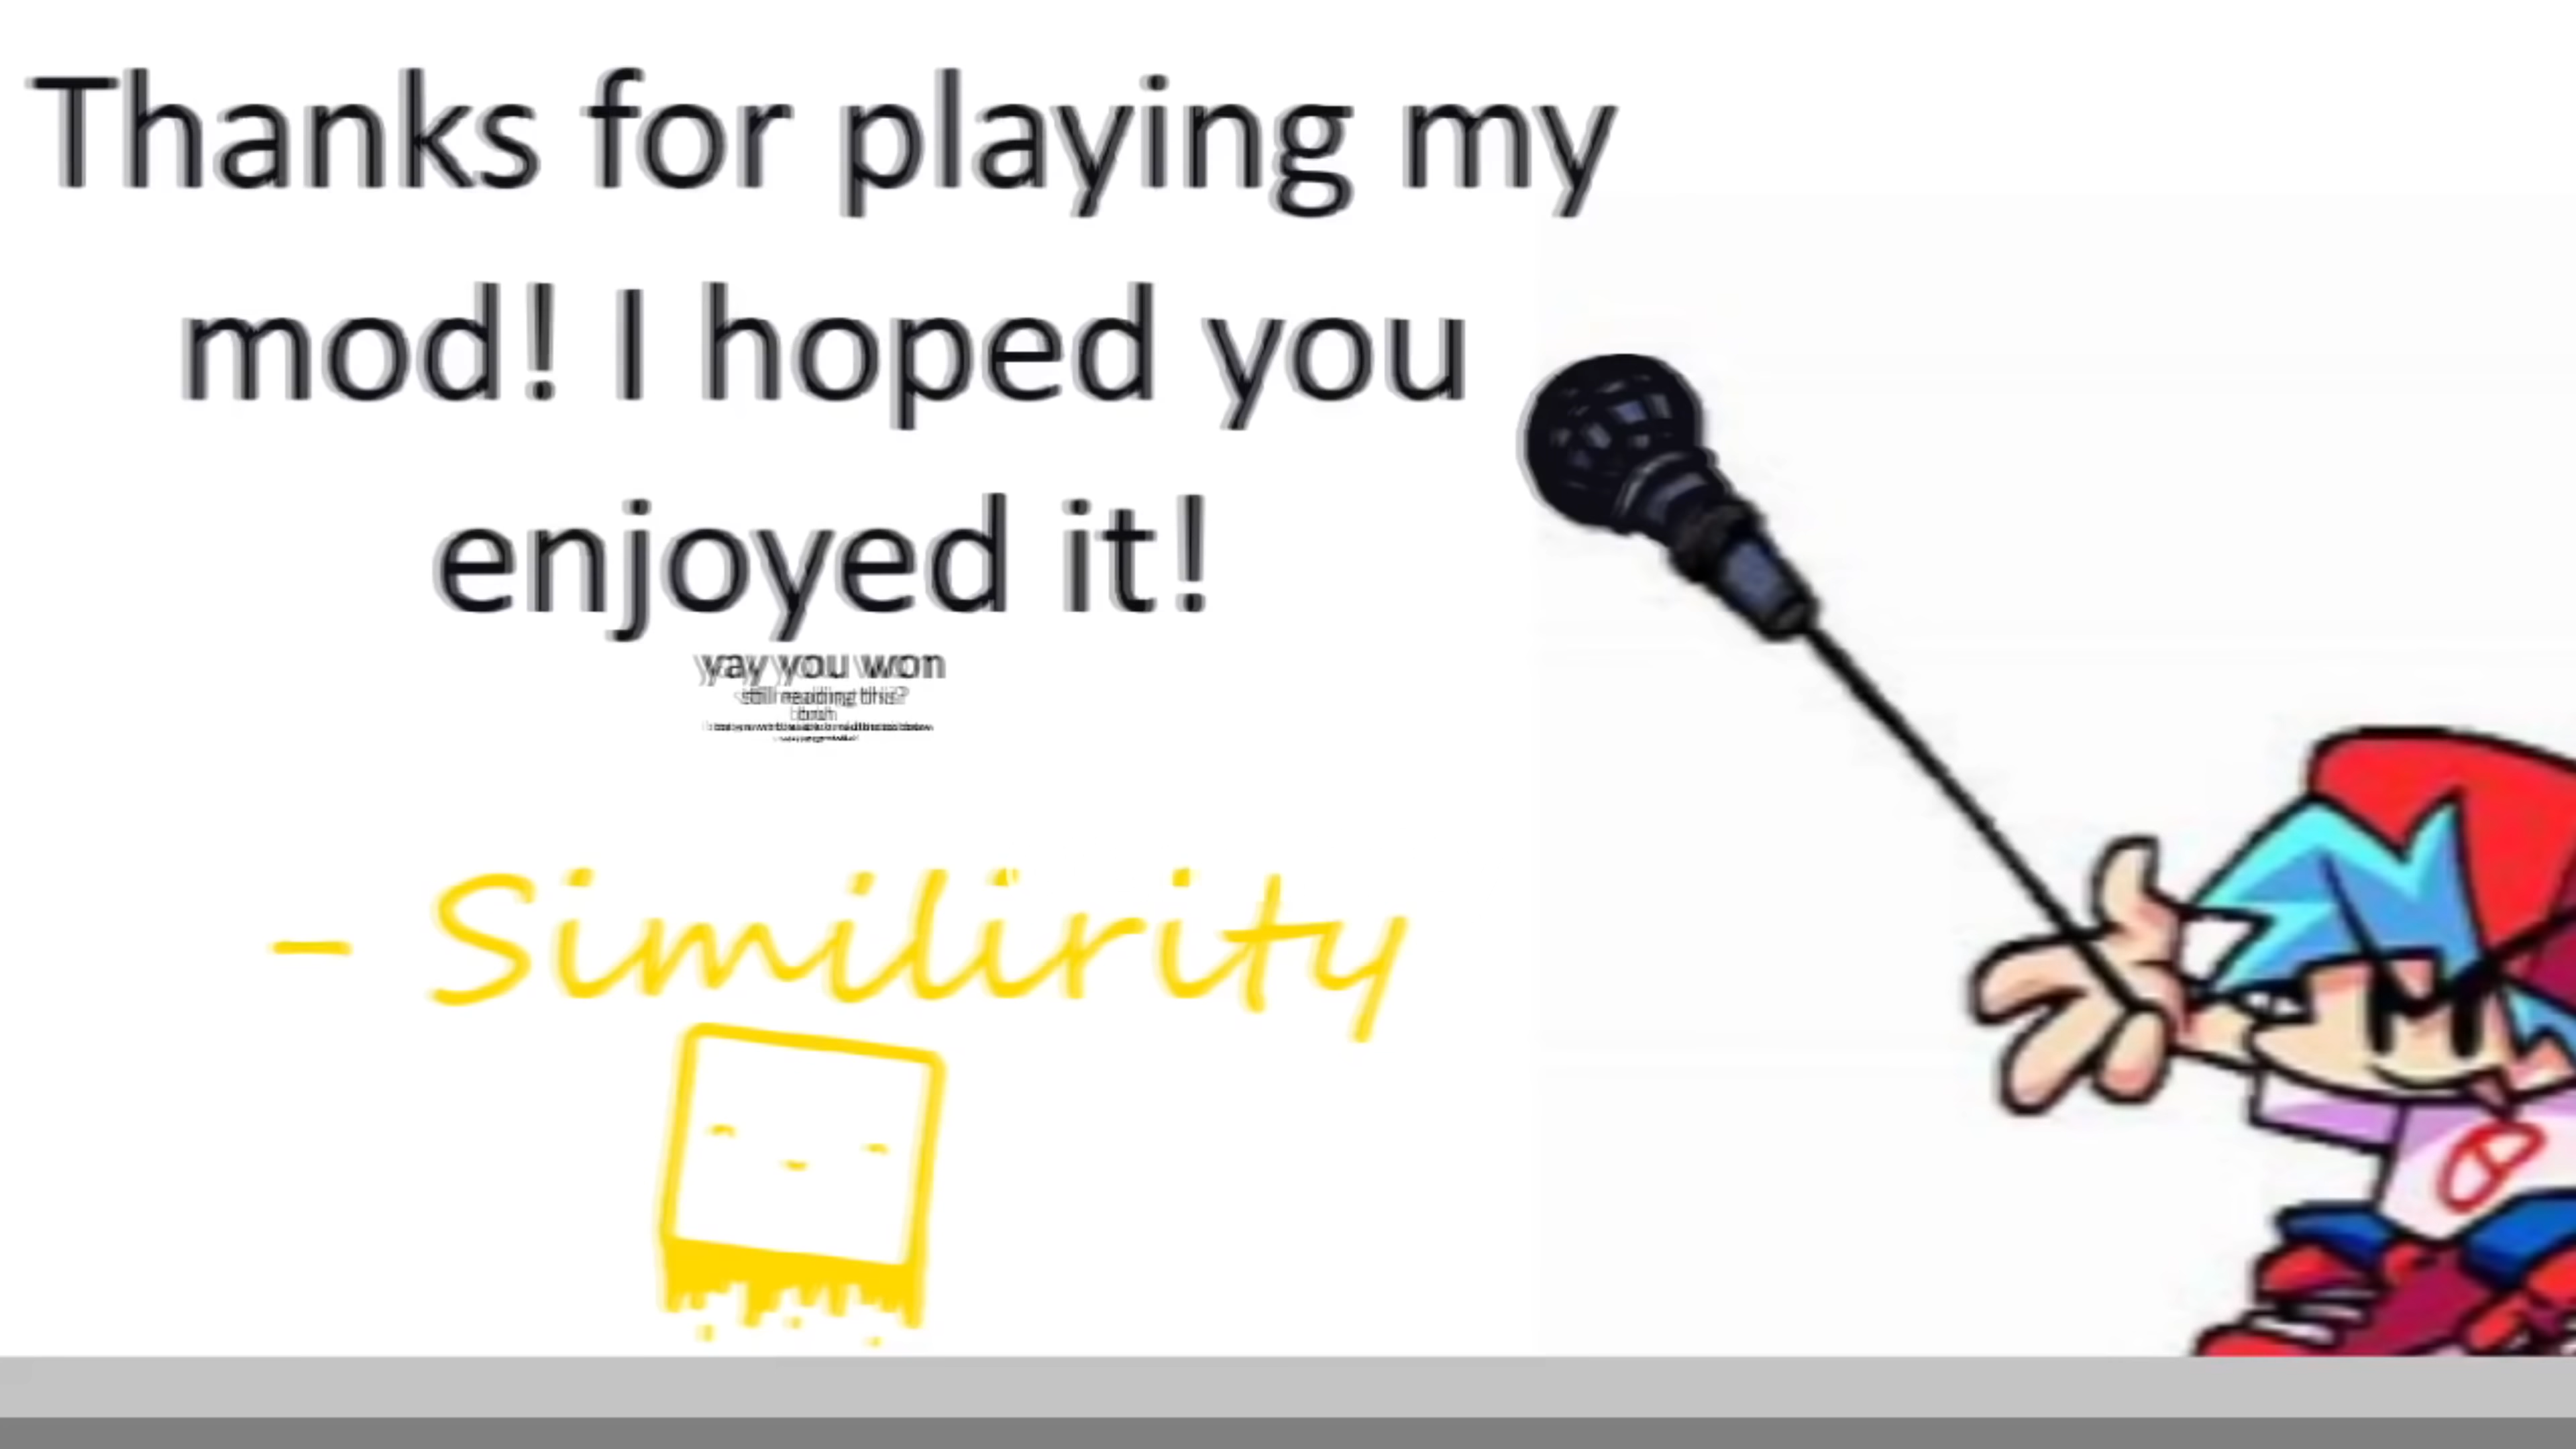 Thanks for playing my
mod! I hoped you
enjoyed it!
yay you won
still reading this?
bruh
- Similirity